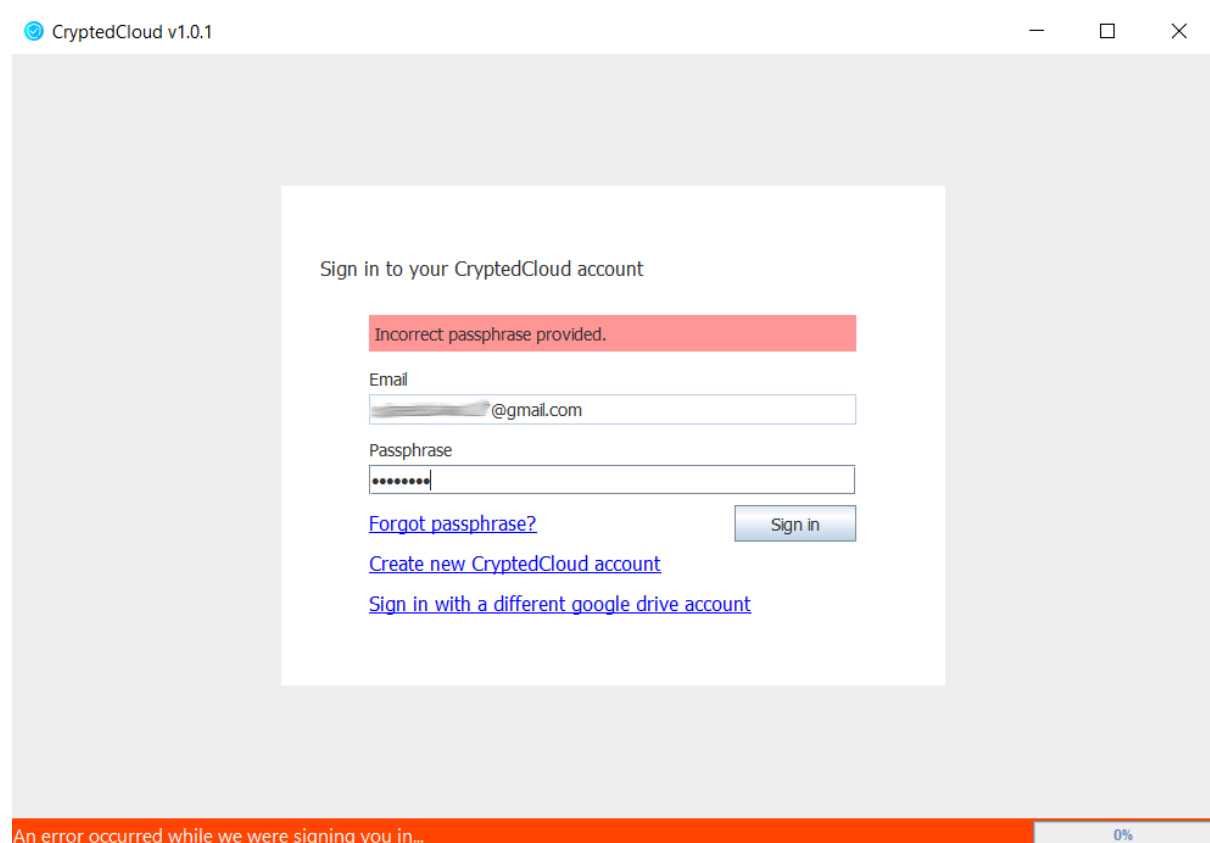 CryptedCloud v1.0.1
Sign in to your CryptedCloud account
Incorrect passphrase provided.
Email
@gmail.com
Passphrase
••••••••
Forgot passphrase?
Sign in
Create new CryptedCloud account
Sign in with a different google drive account
An error occurred while we were signing you in...
0%